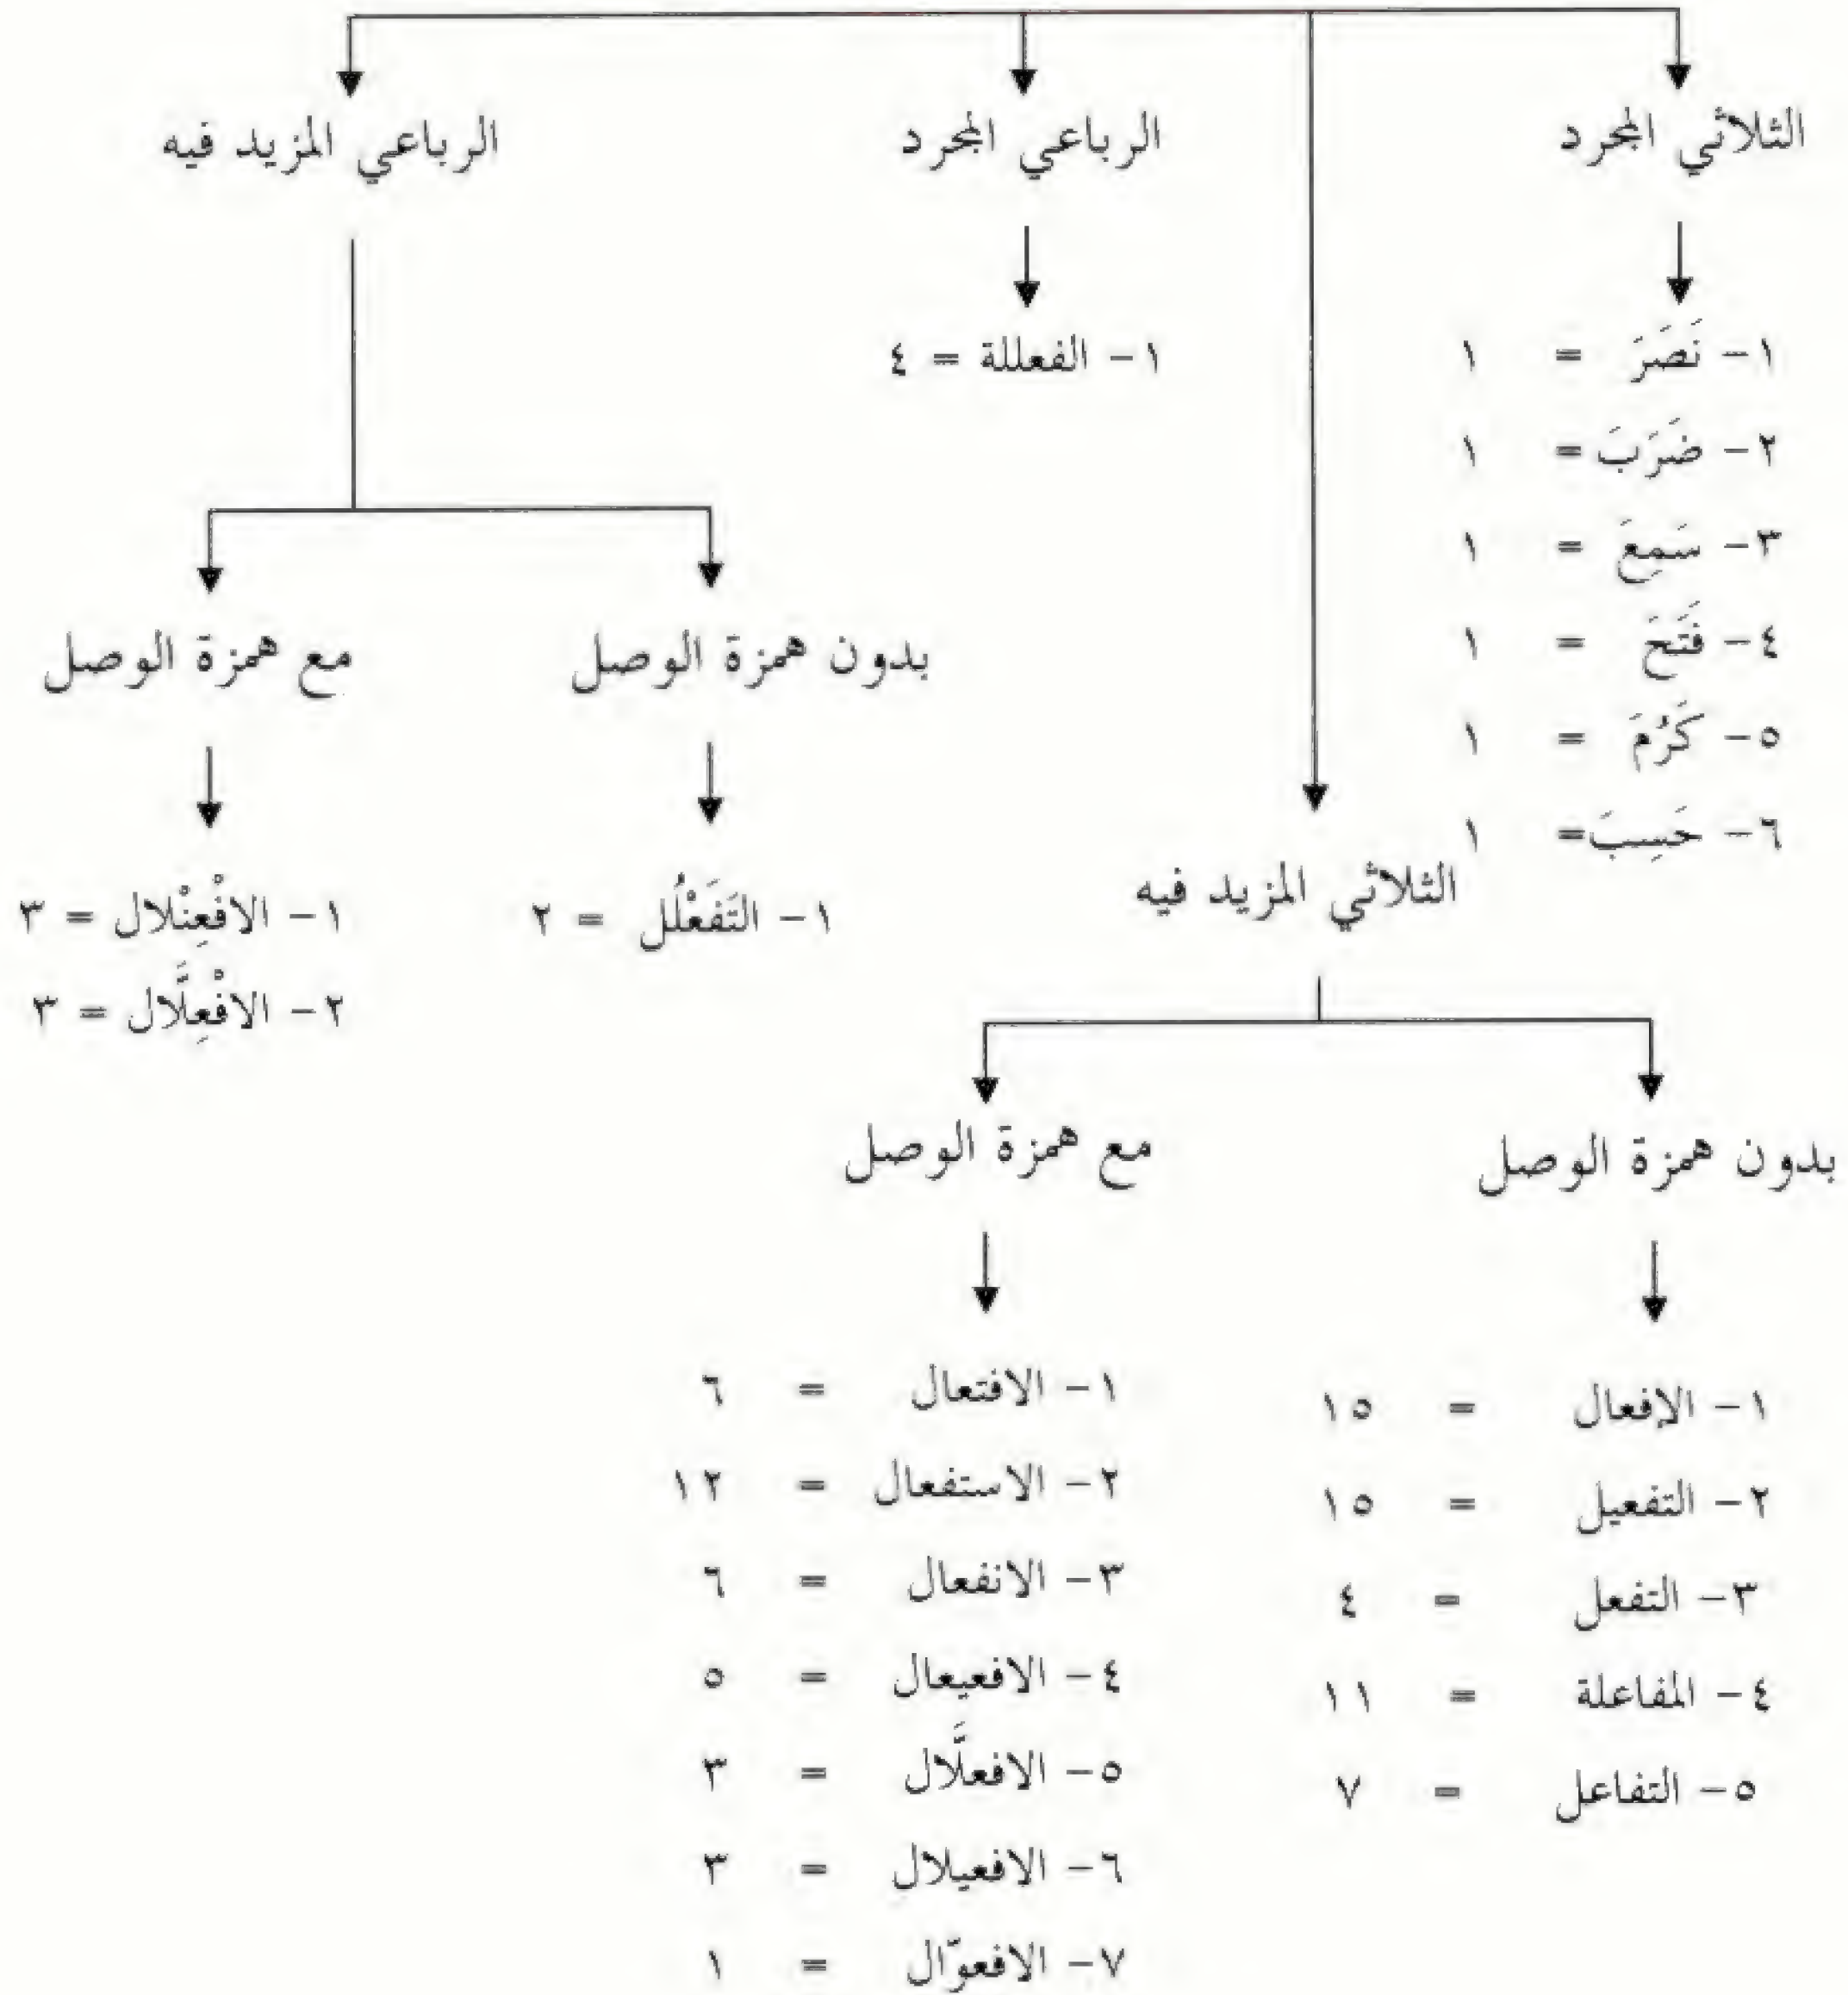 الثلاثي المجرد
الرباعي المجرد
الرباعي المزيد فيه
١- نَصَرَ = ١
٢- ضَرَبَ = ١
٣- سَمِعَ = ١
٤- فَتَحَ = ١
٥- كَرُمَ = ١
٦- حَسِبَ = ١
١- الفعللة = ٤
بدون همزة الوصل
مع همزة الوصل
١- التَفَعْلُل = ٢
١- الافْعِنْلال = ٣
٢- الافْعِلَّال = ٣
الثلاثي المزيد فيه
بدون همزة الوصل
مع همزة الوصل
١- الإفعال = ١٥
٢- التفعيل = ١٥
٣- التفعل = ٤
٤- المفاعلة = ١١
٥- التفاعل = ٧
١- الافتعال = ٦
٢- الاستفعال = ١٢
٣- الانفعال = ٦
٤- الافعيعال = ٥
٥- الافعلَّال = ٣
٦- الافعيلال = ٣
٧- الافعوّال = ١